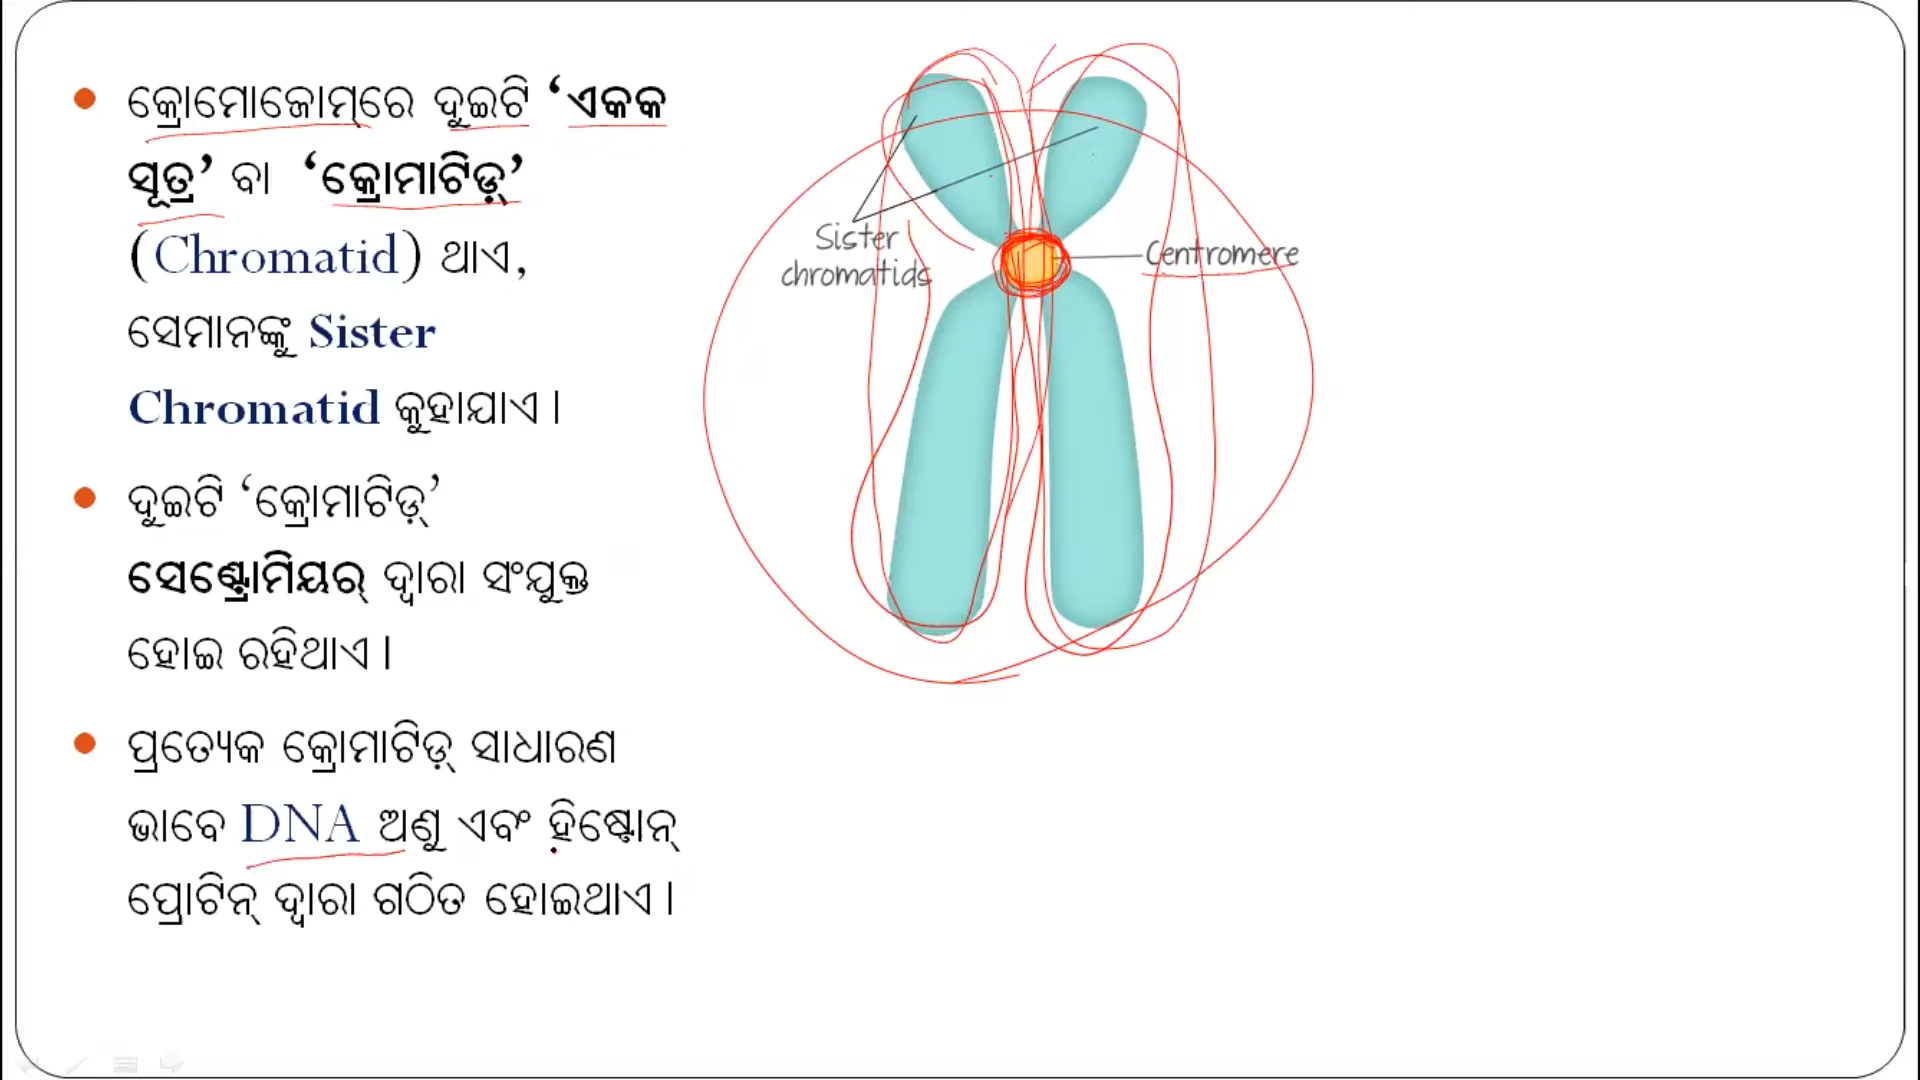 କ୍ରୋମୋଜୋମ୍‌ରେ ଦୁଇଟି ‘ଏକକ
ସୂତ୍ର’ ବା ‘କ୍ରୋମାଟିଡ୍‌’
(Chromatid) ଥାଏ,
ସେମାନଙ୍କୁ Sister
Chromatid କୁହାଯାଏ।
ଦୁଇଟି ‘କ୍ରୋମାଟିଡ୍‌’
ସେଣ୍ଟ୍ରୋମିୟର୍ ଦ୍ୱାରା ସଂଯୁକ୍ତ
ହୋଇ ରହିଥାଏ।
ପ୍ରତ୍ୟେକ କ୍ରୋମାଟିଡ୍ ସାଧାରଣ
ଭାବେ DNA ଅଣୁ ଏବଂ ହିଷ୍ଟୋନ୍
ପ୍ରୋଟିନ୍ ଦ୍ୱାରା ଗଠିତ ହୋଇଥାଏ।
Sister
chromatids
Centromere